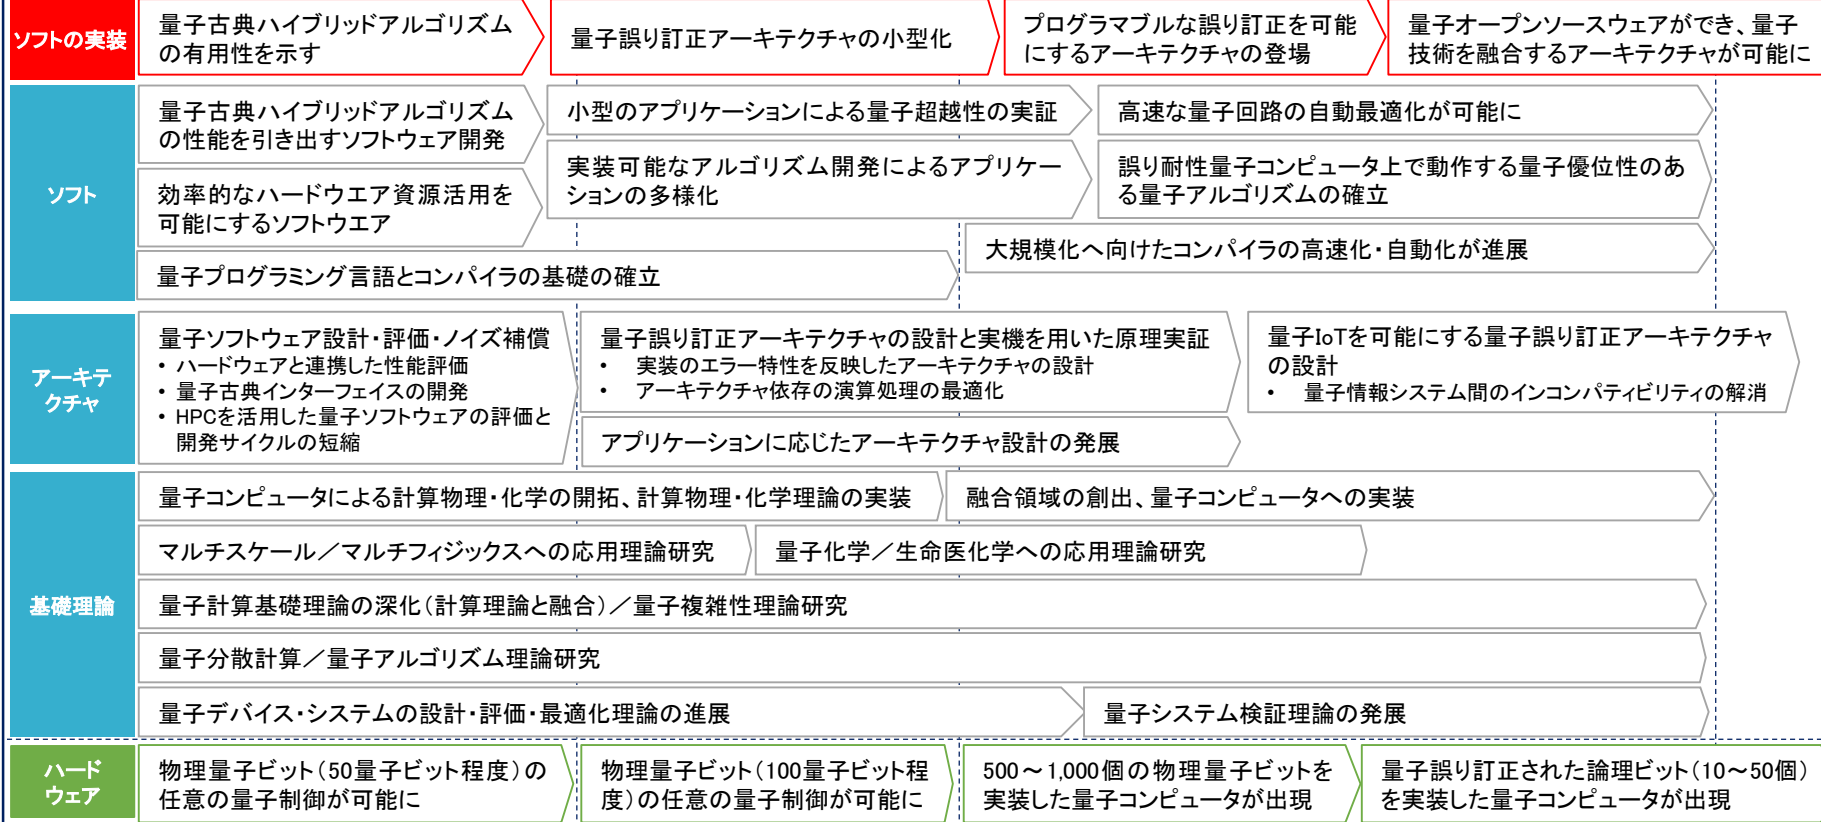 ソフトの実装
量子古典ハイブリッドアルゴリズム
の有用性を示す
量子誤り訂正アーキテクチャの小型化
プログラマブルな誤り訂正を可能
にするアーキテクチャの登場
量子オープンソースウェアができ、量子
技術を融合するアーキテクチャが可能に
ソフト
量子古典ハイブリッドアルゴリズム
の性能を引き出すソフトウェア開発
小型のアプリケーションによる量子超越性の実証
高速な量子回路の自動最適化が可能に
効率的なハードウエア資源活用を
可能にするソフトウエア
実装可能なアルゴリズム開発によるアプリケー
ションの多様化
誤り耐性量子コンピュータ上で動作する量子優位性のあ
る量子アルゴリズムの確立
量子プログラミング言語とコンパイラの基礎の確立
大規模化へ向けたコンパイラの高速化・自動化が進展
アーキテ
クチャ
量子ソフトウェア設計・評価・ノイズ補償
• ハードウェアと連携した性能評価
• 量子古典インターフェイスの開発
• HPCを活用した量子ソフトウェアの評価と
開発サイクルの短縮
量子誤り訂正アーキテクチャの設計と実機を用いた原理実証
• 実装のエラー特性を反映したアーキテクチャの設計
• アーキテクチャ依存の演算処理の最適化
アプリケーションに応じたアーキテクチャ設計の発展
量子IoTを可能にする量子誤り訂正アーキテクチャ
の設計
• 量子情報システム間のインコンパティビリティの解消
基礎理論
量子コンピュータによる計算物理・化学の開拓、計算物理・化学理論の実装
融合領域の創出、量子コンピュータへの実装
マルチスケール／マルチフィジックスへの応用理論研究
量子化学／生命医化学への応用理論研究
量子計算基礎理論の深化（計算理論と融合）／量子複雑性理論研究
量子分散計算／量子アルゴリズム理論研究
量子デバイス・システムの設計・評価・最適化理論の進展
量子システム検証理論の発展
ハード
ウェア
物理量子ビット（50量子ビット程度）の
任意の量子制御が可能に
物理量子ビット（100量子ビット程
度）の任意の量子制御が可能に
500～1,000個の物理量子ビットを
実装した量子コンピュータが出現
量子誤り訂正された論理ビット（10～50個）
を実装した量子コンピュータが出現